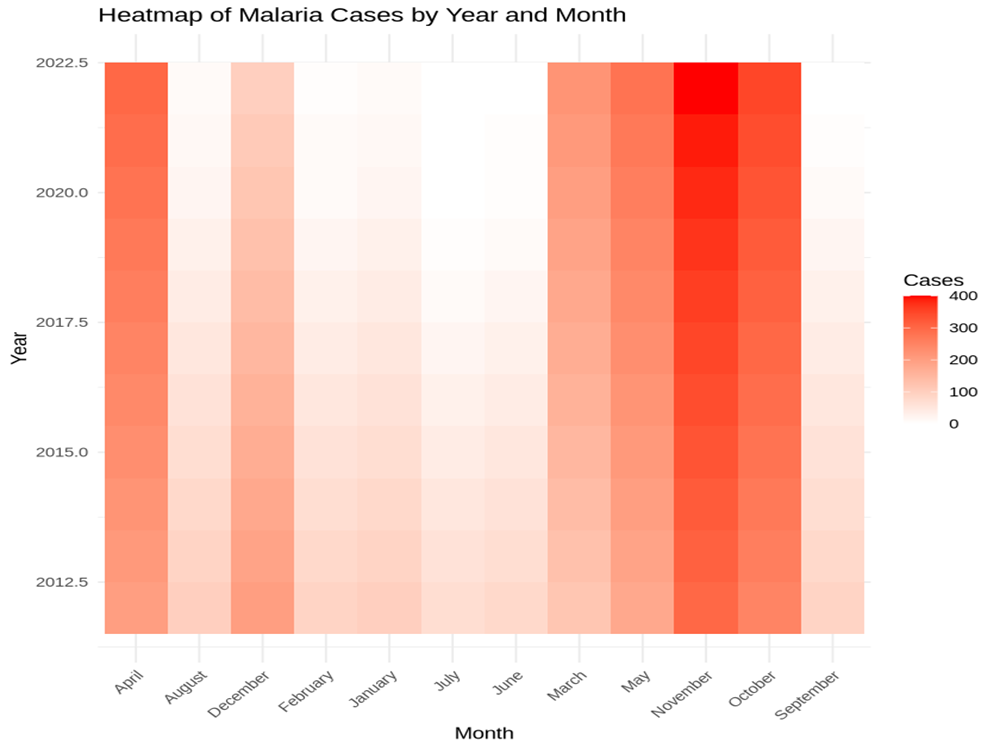 Heatmap of Malaria Cases by Year and Month
2022.5
2020.0
2017.5
2015.0
2012.5
Year
April
August
December
February
January
July
June
March
May
November
October
September
Month
Cases
400
300
200
100
0